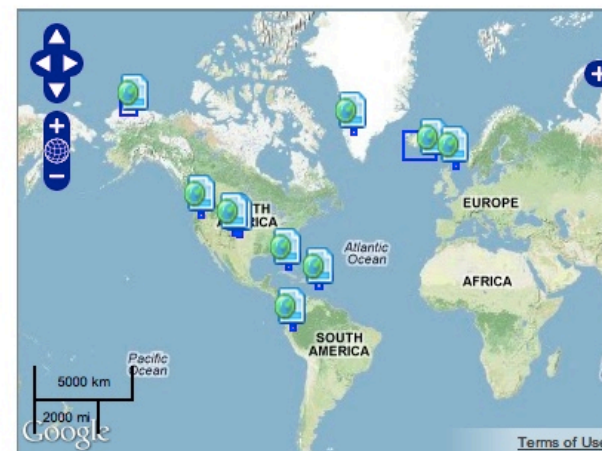 EUROPE
Atlantic
Ocean
AFRICA
SOUTH
AMERICA
Pacific
Ocean
5000 km
2000 mi
Google
Terms of Use